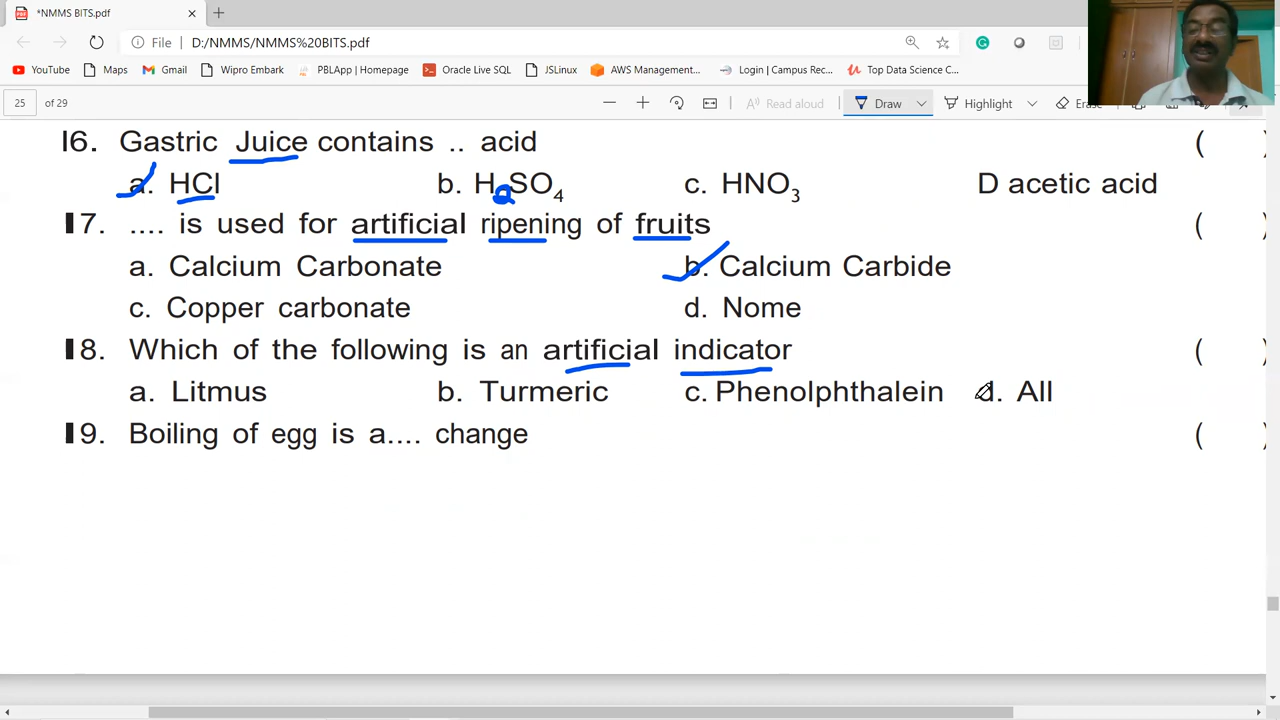 *NMMS BITS.pdf
File D:/NMMS/NMMS%20BITS.pdf
YouTube Maps Gmail Wipro Embark PBLApp | Homepage Oracle Live SQL JSLinux AWS Management... Login | Campus Rec... Top Data Science C...
25 of 29 Read aloud Draw Highlight Erase
16. Gastric Juice contains .. acid ( )
a. HCl b. H2SO4 c. HNO3 D acetic acid
17. .... is used for artificial ripening of fruits ( )
a. Calcium Carbonate b. Calcium Carbide
c. Copper carbonate d. Nome
18. Which of the following is an artificial indicator ( )
a. Litmus b. Turmeric c. Phenolphthalein d. All
19. Boiling of egg is a.... change ( )